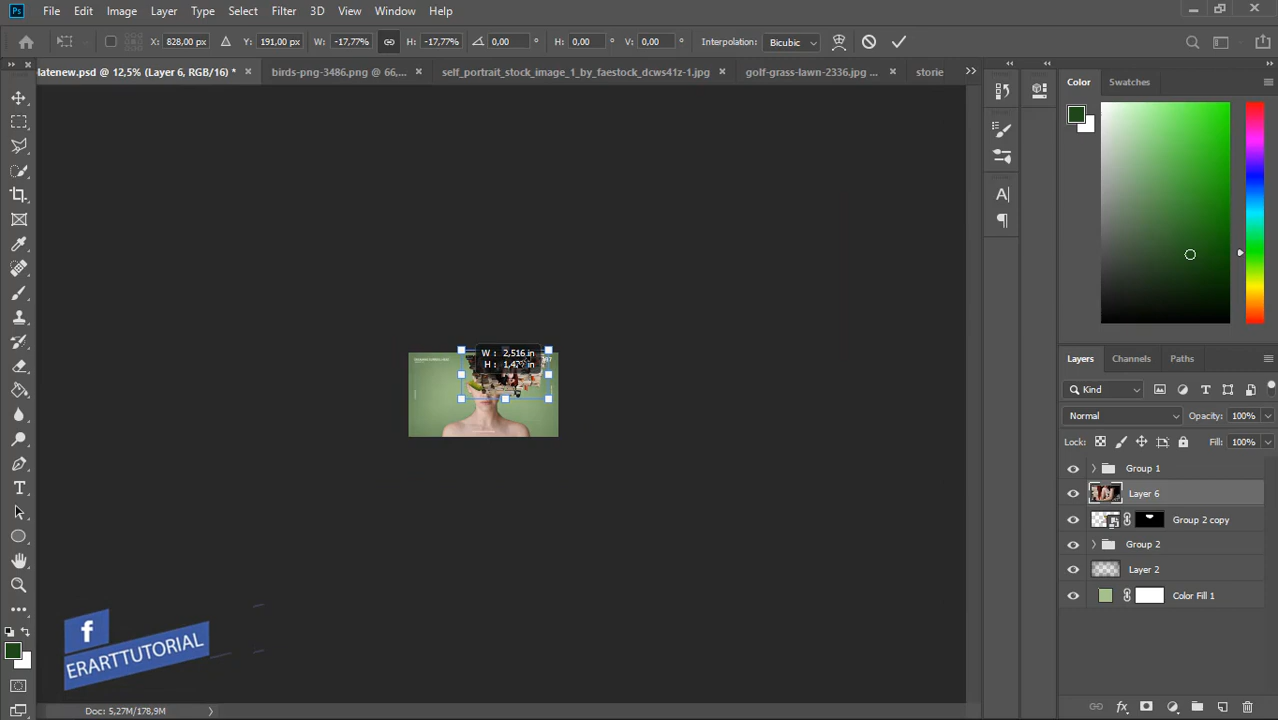 Ps File Edit Image Layer Type Select Filter 3D View Window Help
X: 828,00 px Y: 191,00 px W: -17,77% H: -17,77% 0,00 ° H: 0,00 ° V: 0,00 ° Interpolation: Bicubic
latenew.psd @ 12,5% (Layer 6, RGB/16) * × birds-png-3486.png @ 66,... × self_portrait_stock_image_1_by_faestock_dcws41z-1.jpg × golf-grass-lawn-2336.jpg ... × storie
Color Swatches
W : 2,516 in
H :
Layers Channels Paths
Kind
Normal Opacity: 100%
Lock: Fill: 100%
Group 1
Layer 6
Group 2 copy
Group 2
Layer 2
Color Fill 1
f
ERARTTUTORIAL
Doc: 5,27M/178,9M